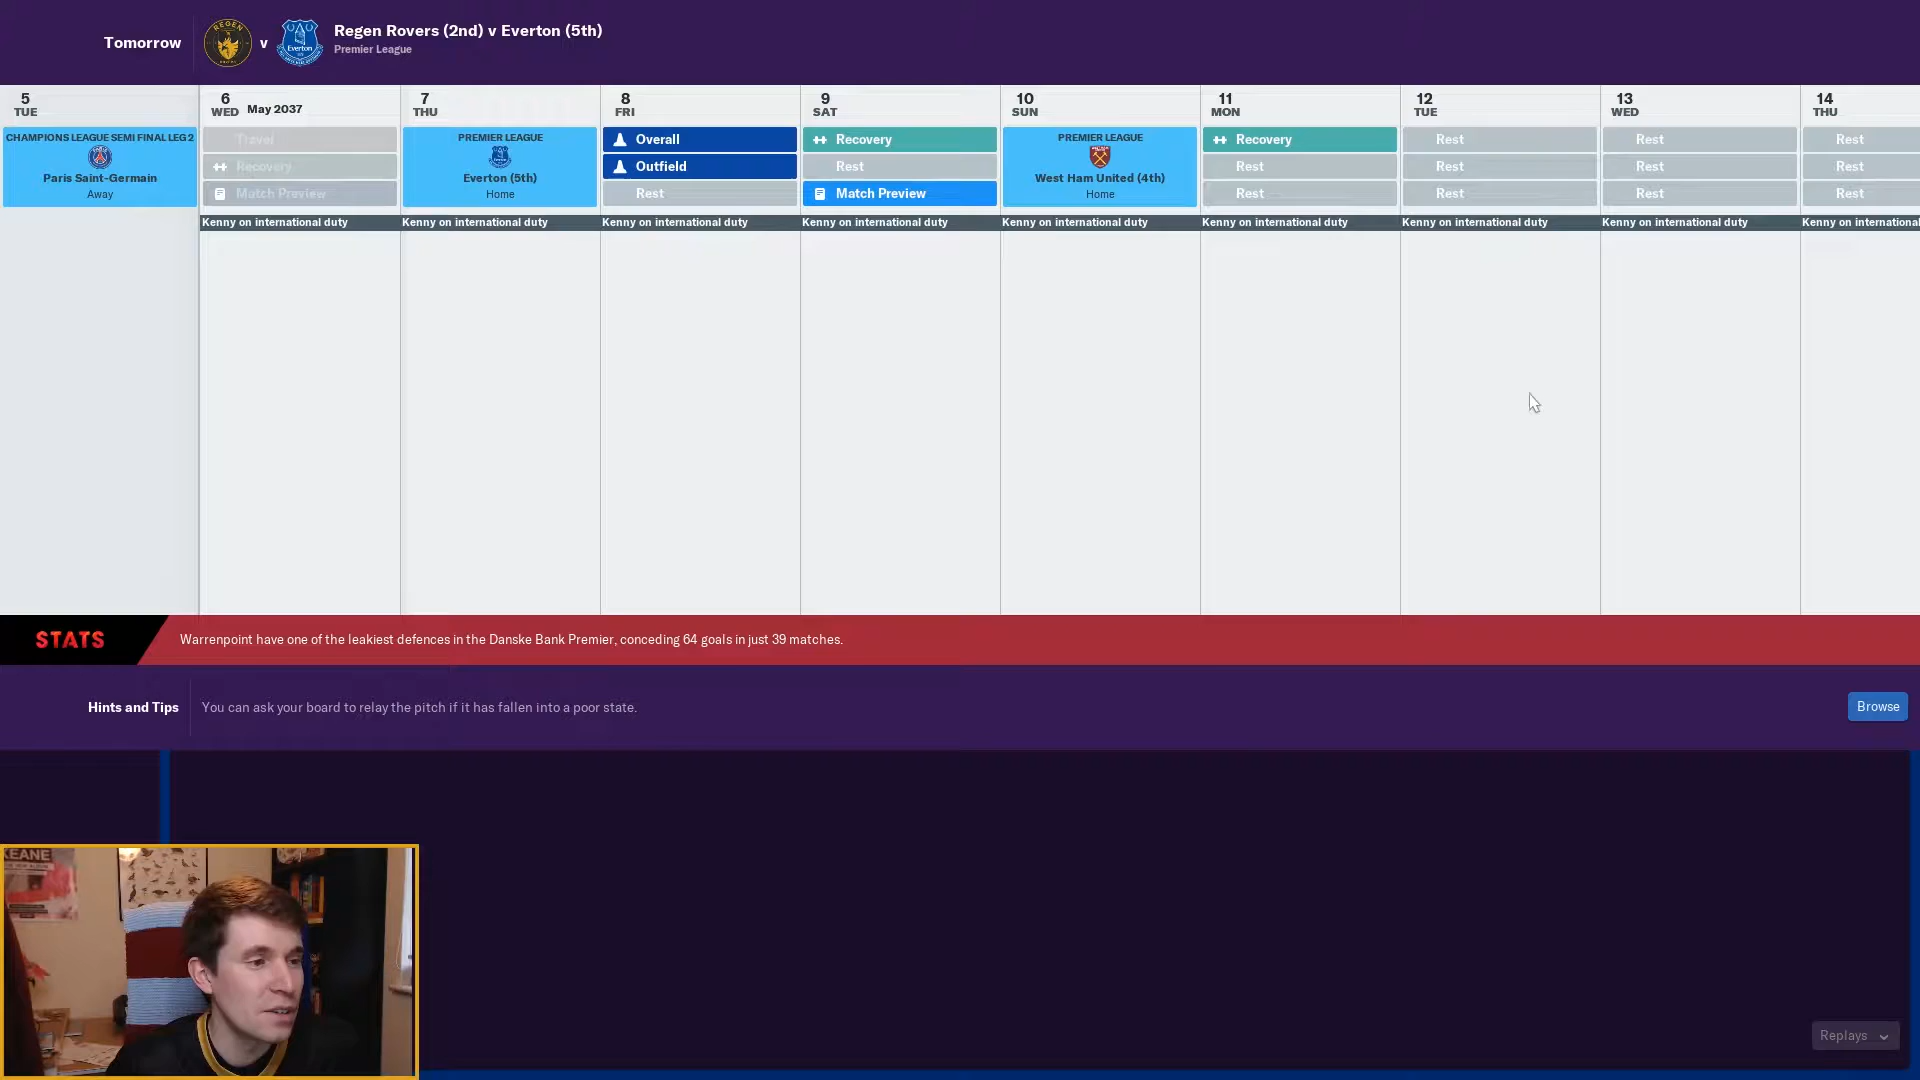 Tomorrow
v
Regen Rovers (2nd) v Everton (5th)
Premier League
5
TUE
6
WED
May 2037
7
THU
8
FRI
9
SAT
10
SUN
11
MON
12
TUE
13
WED
14
THU
CHAMPIONS LEAGUE SEMI FINAL LEG 2
Paris Saint-Germain
Away
Travel
Recovery
Match Preview
PREMIER LEAGUE
Everton (5th)
Home
Overall
Outfield
Rest
Recovery
Rest
Match Preview
PREMIER LEAGUE
West Ham United (4th)
Home
Recovery
Rest
Rest
Rest
Rest
Rest
Rest
Rest
Rest
Rest
Rest
Rest
Kenny on international duty
Kenny on international duty
Kenny on international duty
Kenny on international duty
Kenny on international duty
Kenny on international duty
Kenny on international duty
Kenny on international duty
Kenny on international
STATS
Warrenpoint have one of the leakiest defences in the Danske Bank Premier, conceding 64 goals in just 39 matches.
Hints and Tips
You can ask your board to relay the pitch if it has fallen into a poor state.
Browse
KEANE
Replays